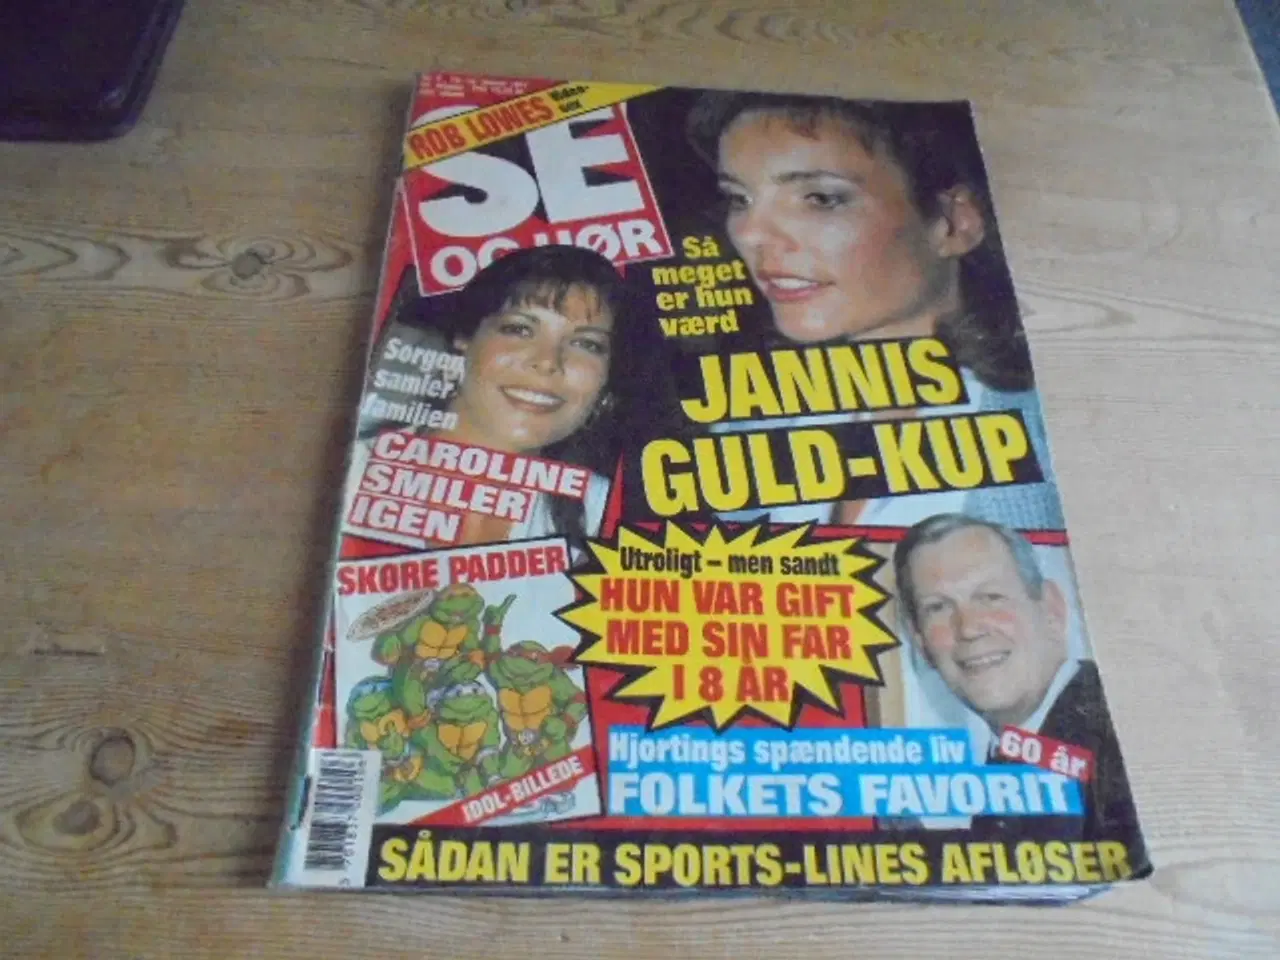 ROB LOWES Video-
sex
SE
OG HØR
Så
meget
er hun
værd
JANNIS
GULD-KUP
Sorgen
samler
familien
CAROLINE
SMILER
IGEN
SKØRE PADDER
IDOL-BILLEDE
Utroligt – men sandt
HUN VAR GIFT
MED SIN FAR
I 8 ÅR
Hjortings spændende liv
60 år
FOLKETS FAVORIT
SÅDAN ER SPORTS-LINES AFLØSER